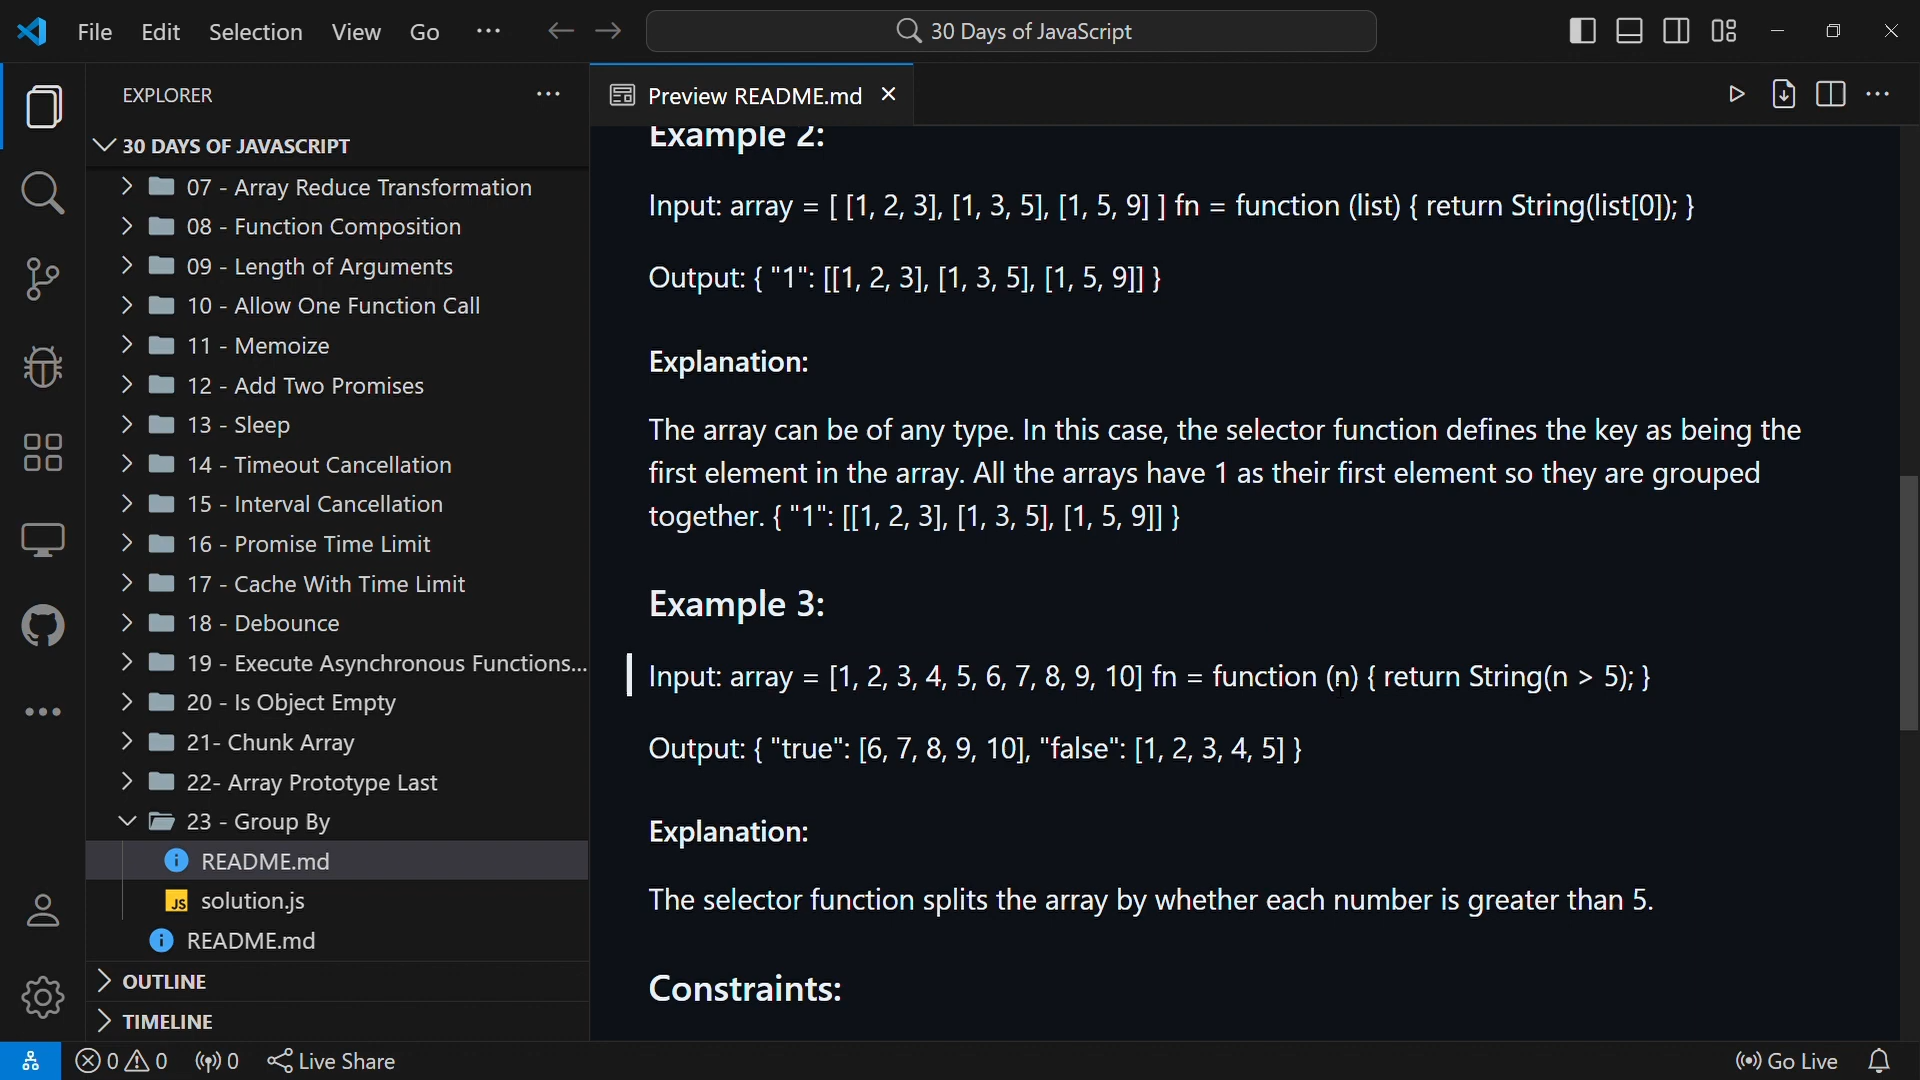 File Edit Selection View Go
30 Days of JavaScript
EXPLORER
30 DAYS OF JAVASCRIPT
07 - Array Reduce Transformation
08 - Function Composition
09 - Length of Arguments
10 - Allow One Function Call
11 - Memoize
12 - Add Two Promises
13 - Sleep
14 - Timeout Cancellation
15 - Interval Cancellation
16 - Promise Time Limit
17 - Cache With Time Limit
18 - Debounce
19 - Execute Asynchronous Functions...
20 - Is Object Empty
21- Chunk Array
22- Array Prototype Last
23 - Group By
README.md
JS solution.js
README.md
OUTLINE
TIMELINE
Preview README.md
Example 2:
Input: array = [ [1, 2, 3], [1, 3, 5], [1, 5, 9] ] fn = function (list) { return String(list[0]); }
Output: { "1": [[1, 2, 3], [1, 3, 5], [1, 5, 9]] }
Explanation:
The array can be of any type. In this case, the selector function defines the key as being the
first element in the array. All the arrays have 1 as their first element so they are grouped
together. { "1": [[1, 2, 3], [1, 3, 5], [1, 5, 9]] }
Example 3:
Input: array = [1, 2, 3, 4, 5, 6, 7, 8, 9, 10] fn = function (n) { return String(n > 5); }
Output: { "true": [6, 7, 8, 9, 10], "false": [1, 2, 3, 4, 5] }
Explanation:
The selector function splits the array by whether each number is greater than 5.
Constraints:
0 0 0 Live Share
Go Live